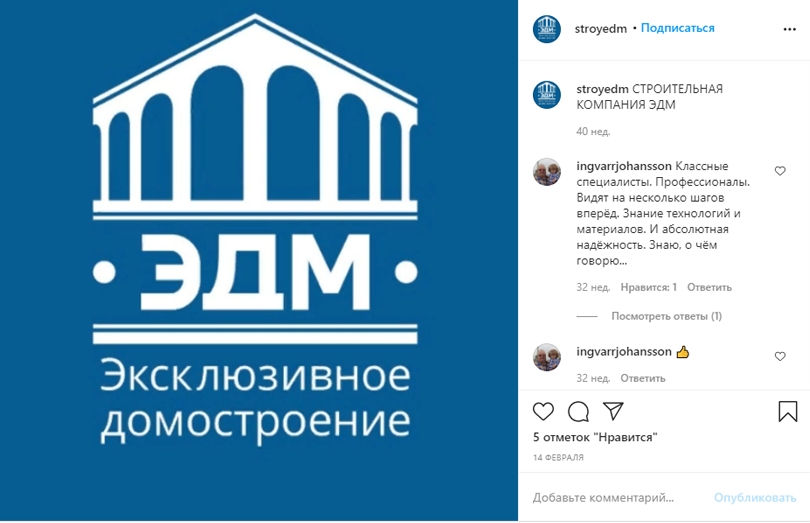 ЭДМ
Эксклюзивное
домостроение
stroyedm • Подписаться
stroyedm СТРОИТЕЛЬНАЯ
КОМПАНИЯ ЭДМ
40 нед.
ingvarrjohansson Классные
специалисты. Профессионалы.
Видят на несколько шагов
вперёд. Знание технологий и
материалов. И абсолютная
надёжность. Знаю, о чём
говорю...
32 нед. Нравится: 1 Ответить
Посмотреть ответы (1)
ingvarrjohansson 👍
32 нед. Ответить
5 отметок "Нравится"
14 ФЕВРАЛЯ
Добавьте комментарий... Опубликовать